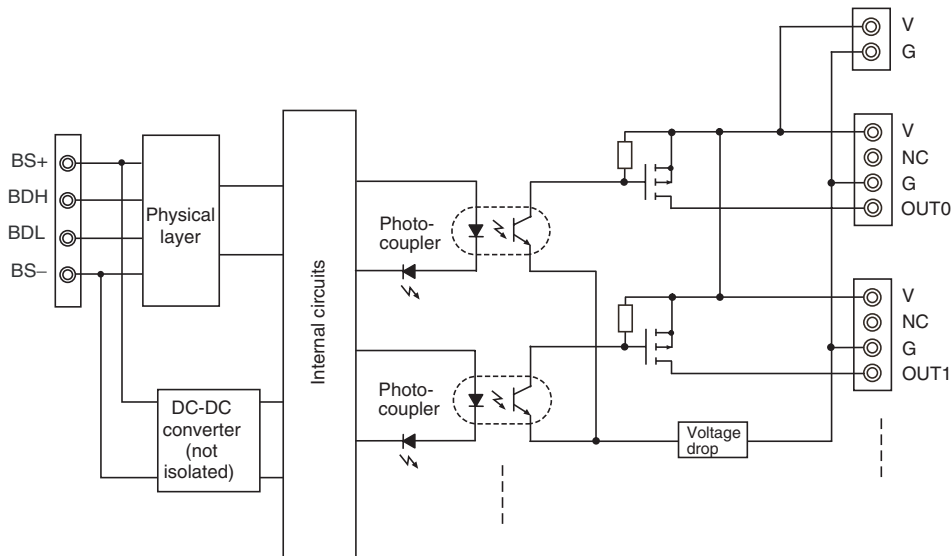 V
G
BS+
BDH
BDL
BS–
Physical
layer
Internal circuits
Photo-
coupler
V
NC
G
OUT0
DC-DC
converter
(not
isolated)
Photo-
coupler
Voltage
drop
V
NC
G
OUT1